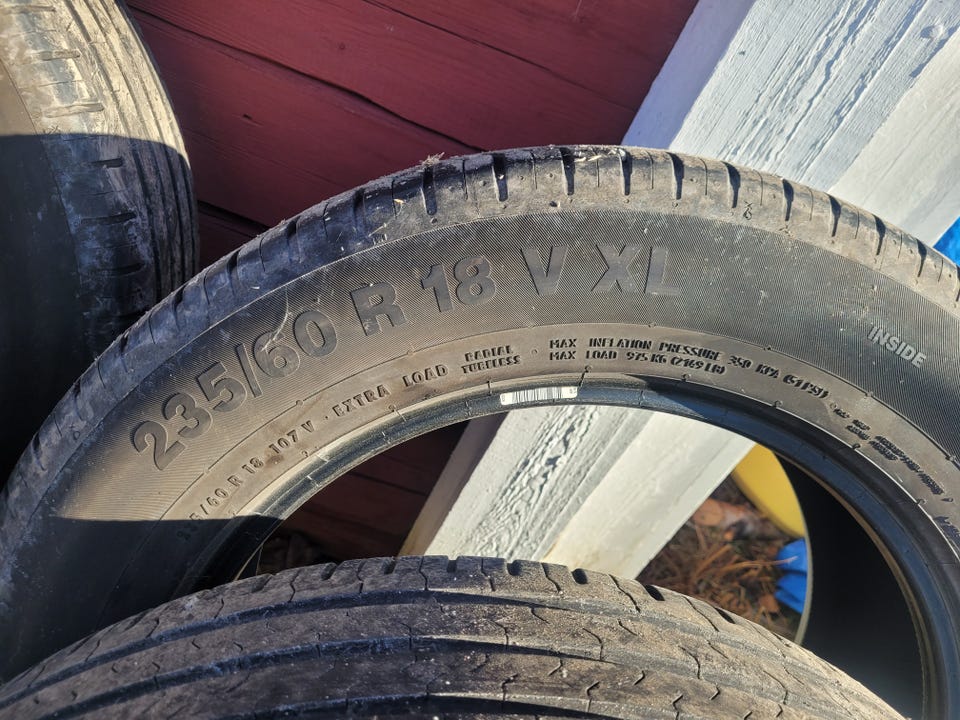 235/60 R 18 V XL
INSIDE
/60 R 18 107 V · EXTRA LOAD
RADIAL
TUBELESS
MAX INFLATION PRESSURE 350 KPA (51 PSI)
MAX LOAD 975 KG (2149 LB)